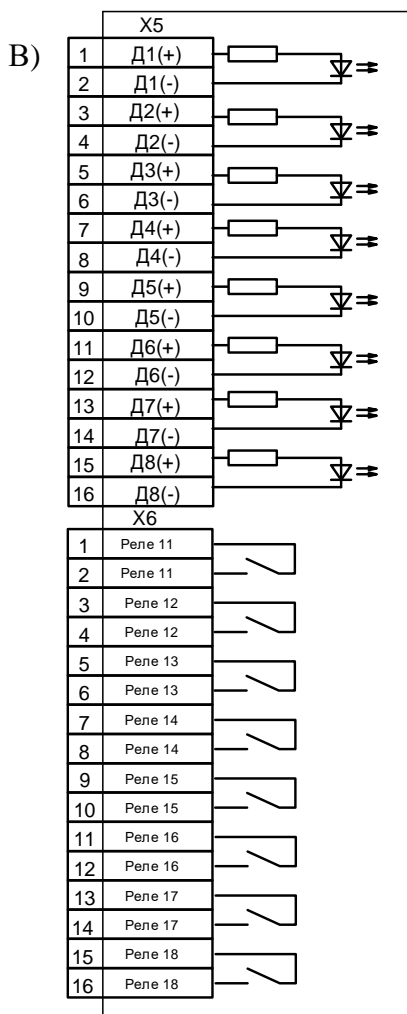 В)
X5
1 Д1(+)
2 Д1(-)
3 Д2(+)
4 Д2(-)
5 Д3(+)
6 Д3(-)
7 Д4(+)
8 Д4(-)
9 Д5(+)
10 Д5(-)
11 Д6(+)
12 Д6(-)
13 Д7(+)
14 Д7(-)
15 Д8(+)
16 Д8(-)
X6
1 Реле 11
2 Реле 11
3 Реле 12
4 Реле 12
5 Реле 13
6 Реле 13
7 Реле 14
8 Реле 14
9 Реле 15
10 Реле 15
11 Реле 16
12 Реле 16
13 Реле 17
14 Реле 17
15 Реле 18
16 Реле 18